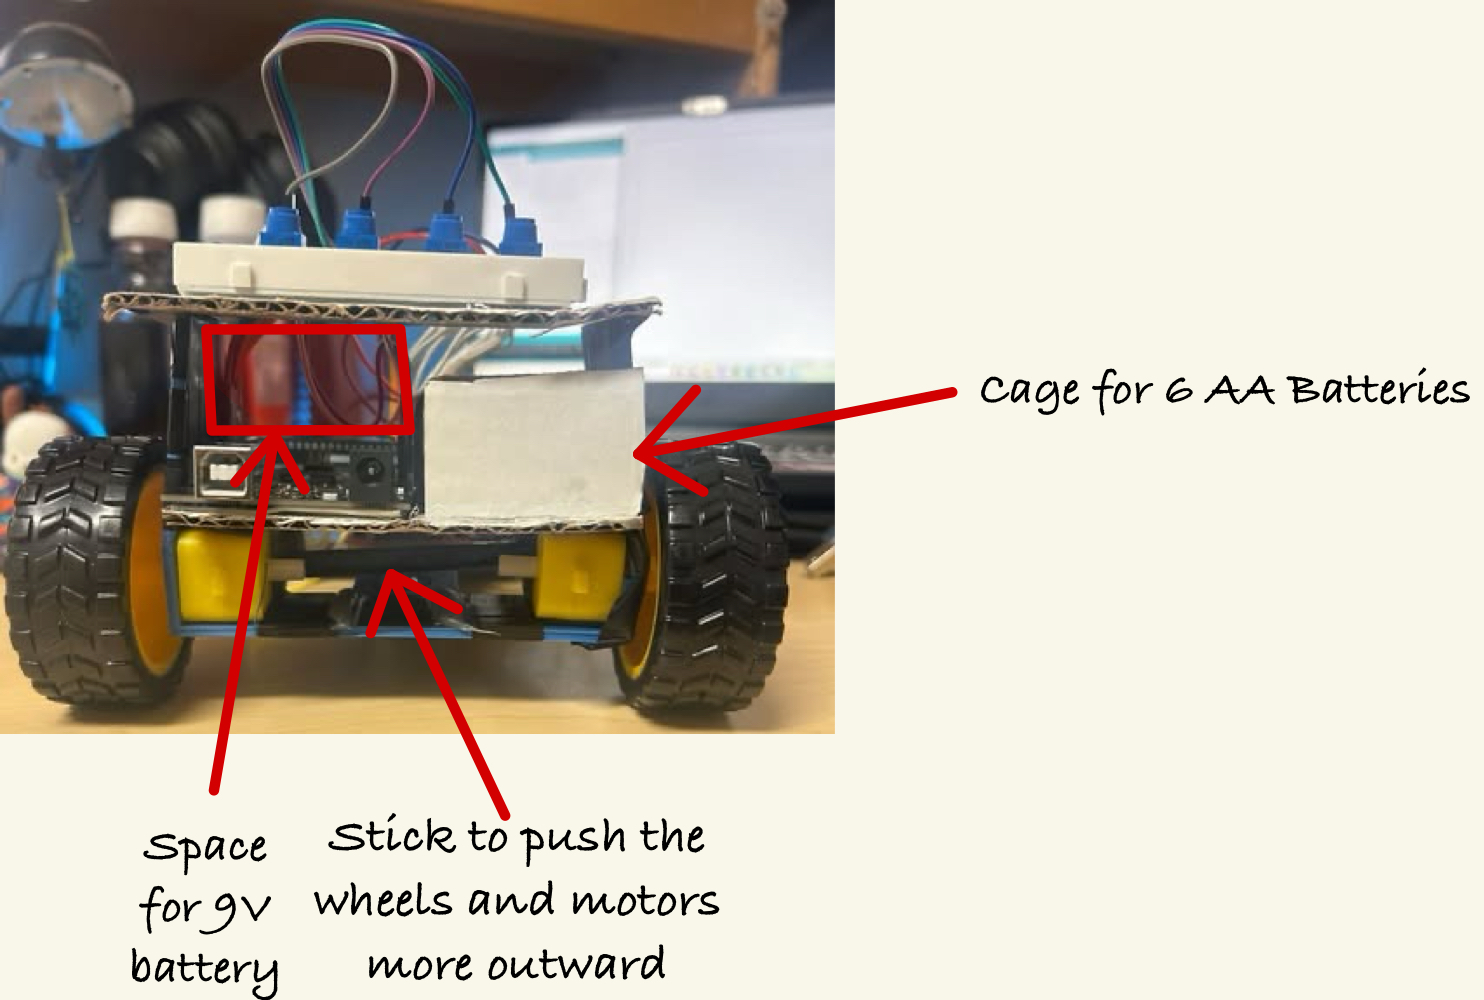 Cage for 6 AA Batteries
Space
for 9V
battery
Stick to push the
wheels and motors
more outward